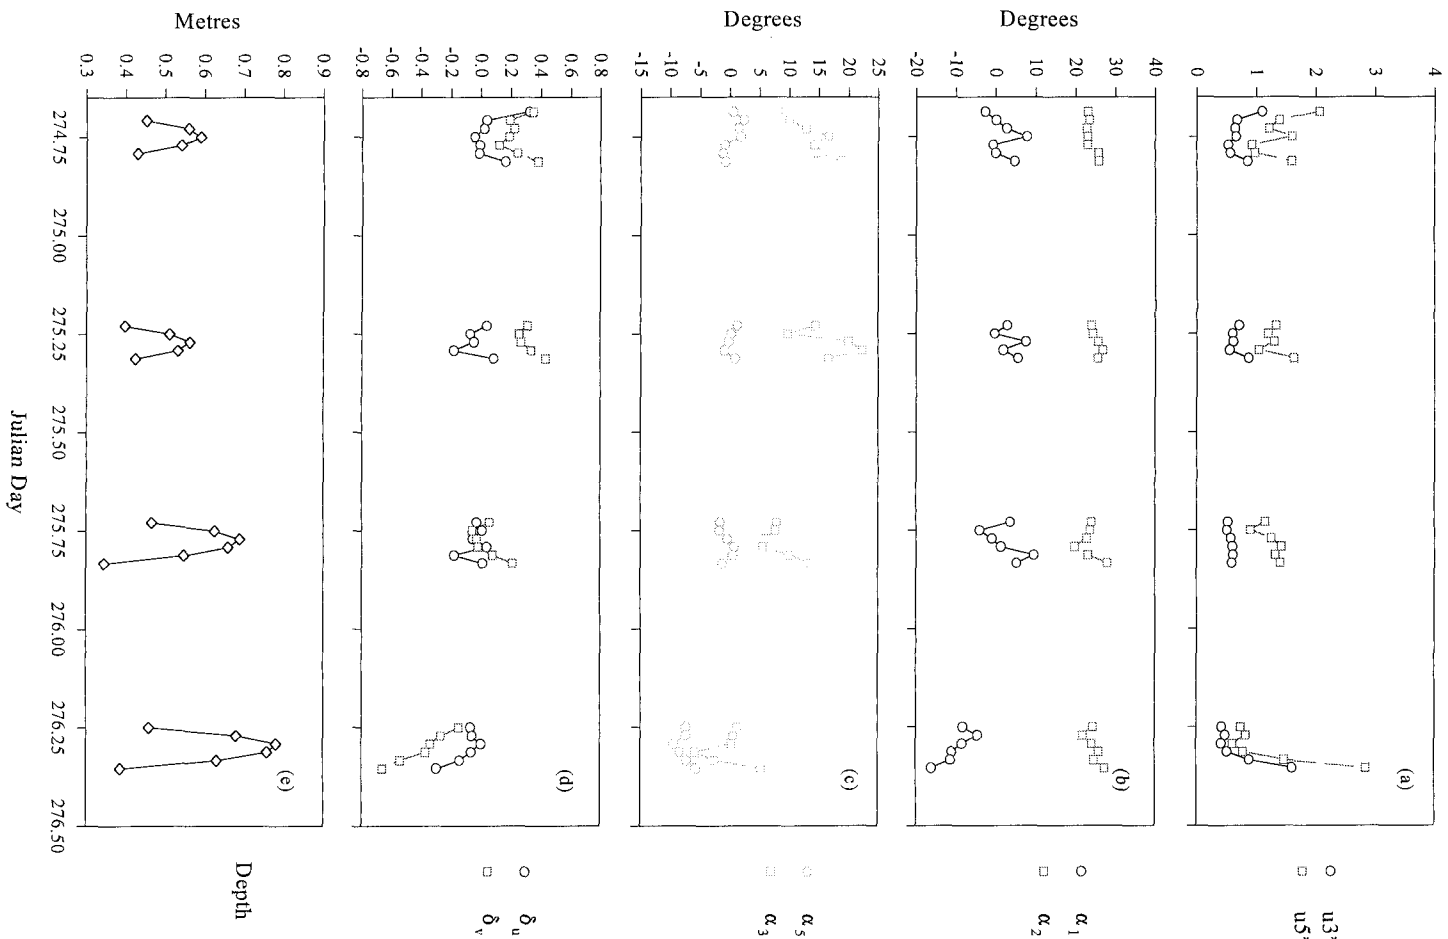 4
3
2
1
0
(a)
u3*
u5*
Degrees
40
30
20
10
0
-10
-20
(b)
α1
α2
Degrees
25
20
15
10
5
0
-5
-10
-15
(c)
α5
α3
0.8
0.6
0.4
0.2
0.0
-0.2
-0.4
-0.6
-0.8
(d)
δu
δv
Metres
0.9
0.8
0.7
0.6
0.5
0.4
0.3
(e)
Depth
274.75
275.00
275.25
275.50
275.75
276.00
276.25
276.50
Julian Day